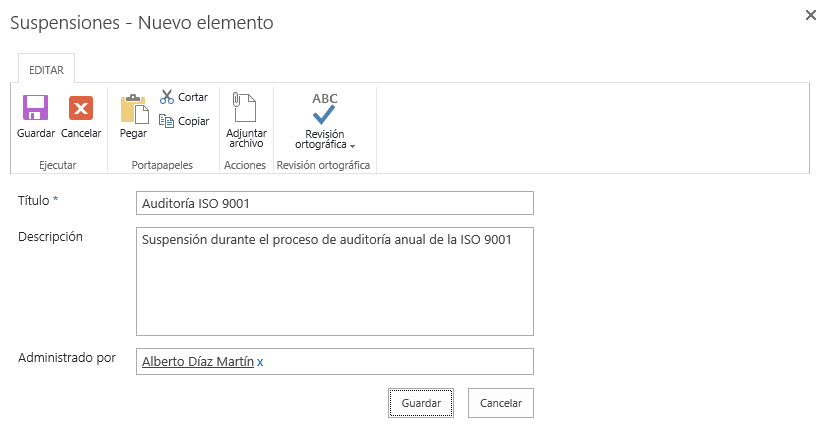 Suspensiones - Nuevo elemento
EDITAR
Guardar
Cancelar
Ejecutar
Pegar
Cortar
Copiar
Portapapeles
Adjuntar
archivo
Acciones
ABC
Revisión
ortográfica
Revisión ortográfica
Título *
Auditoría ISO 9001
Descripción
Suspensión durante el proceso de auditoría anual de la ISO 9001
Administrado por
Alberto Díaz Martín x
Guardar
Cancelar